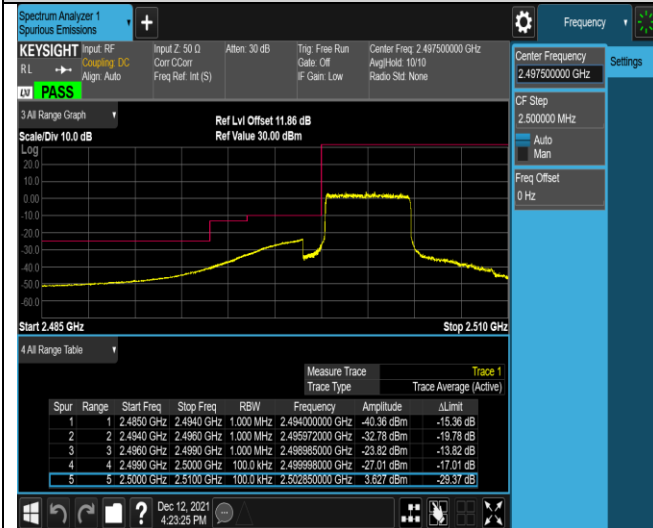 Spectrum Analyzer 1
Spurious Emissions
Frequency
KEYSIGHT Input: RF Input Z: 50 Ω Atten: 30 dB Trig: Free Run Center Freq: 2.497500000 GHz
RL Coupling: DC Corr CCorr Gate: Off Avg|Hold: 10/10
Align: Auto Freq Ref: Int (S) IF Gain: Low Radio Std: None
LXI PASS
Center Frequency
2.497500000 GHz
Settings
CF Step
2.500000 MHz
Auto
Man
Freq Offset
0 Hz
3 All Range Graph
Ref Lvl Offset 11.86 dB
Scale/Div 10.0 dB Ref Value 30.00 dBm
Log
20.0
10.0
0.00
-10.0
-20.0
-30.0
-40.0
-50.0
-60.0
Start 2.485 GHz Stop 2.510 GHz
4 All Range Table
Measure Trace Trace 1
Trace Type Trace Average (Active)
Spur Range Start Freq Stop Freq RBW Frequency Amplitude ΔLimit
1 1 2.4850 GHz 2.4940 GHz 1.000 MHz 2.494000000 GHz -40.36 dBm -15.36 dB
2 2 2.4940 GHz 2.4960 GHz 1.000 MHz 2.495972000 GHz -32.78 dBm -19.78 dB
3 3 2.4960 GHz 2.4990 GHz 1.000 MHz 2.498985000 GHz -23.82 dBm -13.82 dB
4 4 2.4990 GHz 2.5000 GHz 100.0 kHz 2.499998000 GHz -27.01 dBm -17.01 dB
5 5 2.5000 GHz 2.5100 GHz 100.0 kHz 2.502850000 GHz 3.627 dBm -29.37 dB
Dec 12, 2021
4:23:25 PM